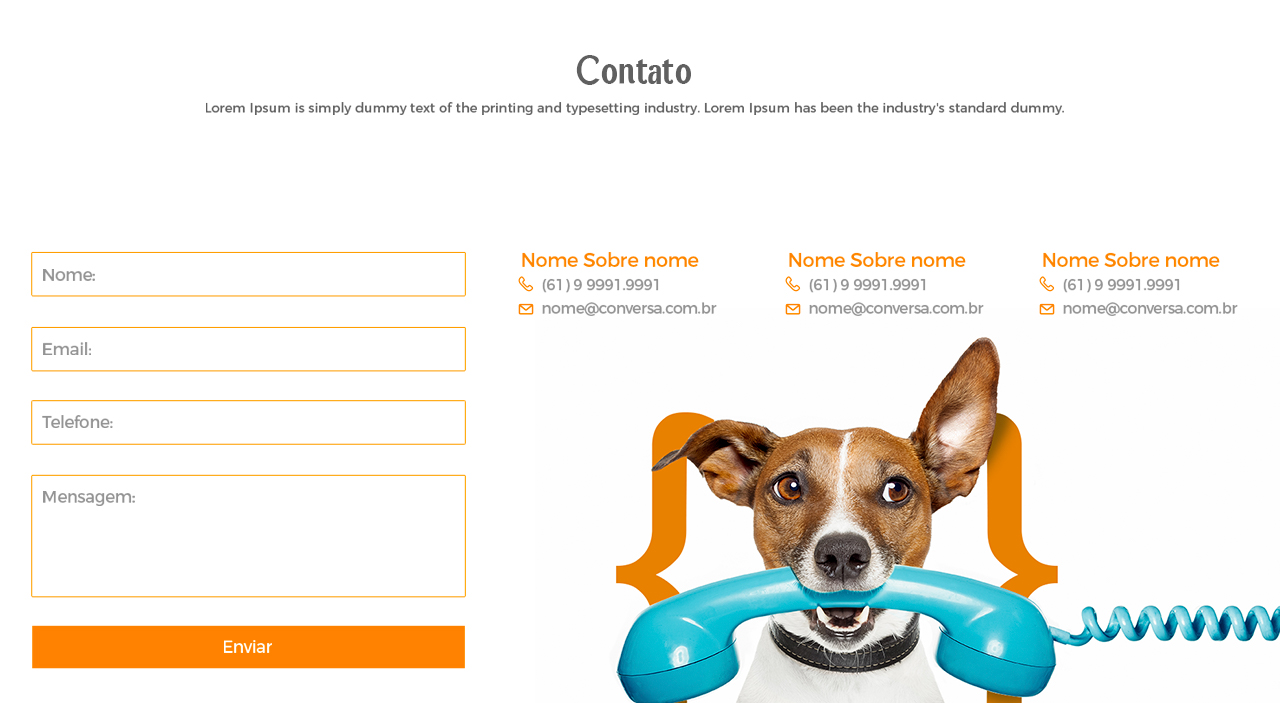 Contato
Lorem Ipsum is simply dummy text of the printing and typesetting industry. Lorem Ipsum has been the industry's standard dummy.
Nome:
Email:
Telefone:
Mensagem:
Enviar
Nome Sobre nome
(61) 9 9991.9991
nome@conversa.com.br
Nome Sobre nome
(61) 9 9991.9991
nome@conversa.com.br
Nome Sobre nome
(61) 9 9991.9991
nome@conversa.com.br